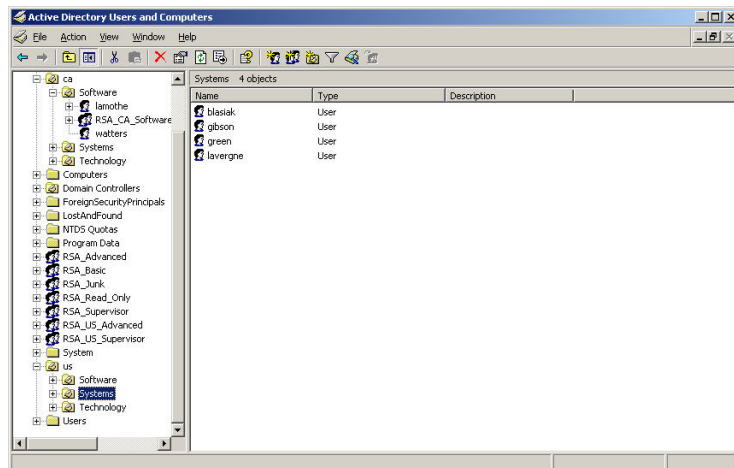 Active Directory Users and Computers
File Action View Window Help
ca
Software
lamothe
RSA_CA_Software
watters
Systems
Technology
Computers
Domain Controllers
ForeignSecurityPrincipals
LostAndFound
NTDS Quotas
Program Data
RSA_Advanced
RSA_Basic
RSA_Junk
RSA_Read_Only
RSA_Supervisor
RSA_US_Advanced
RSA_US_Supervisor
System
us
Software
Systems
Technology
Users
Systems 4 objects
Name Type Description
blasiak User
gibson User
green User
lavergne User